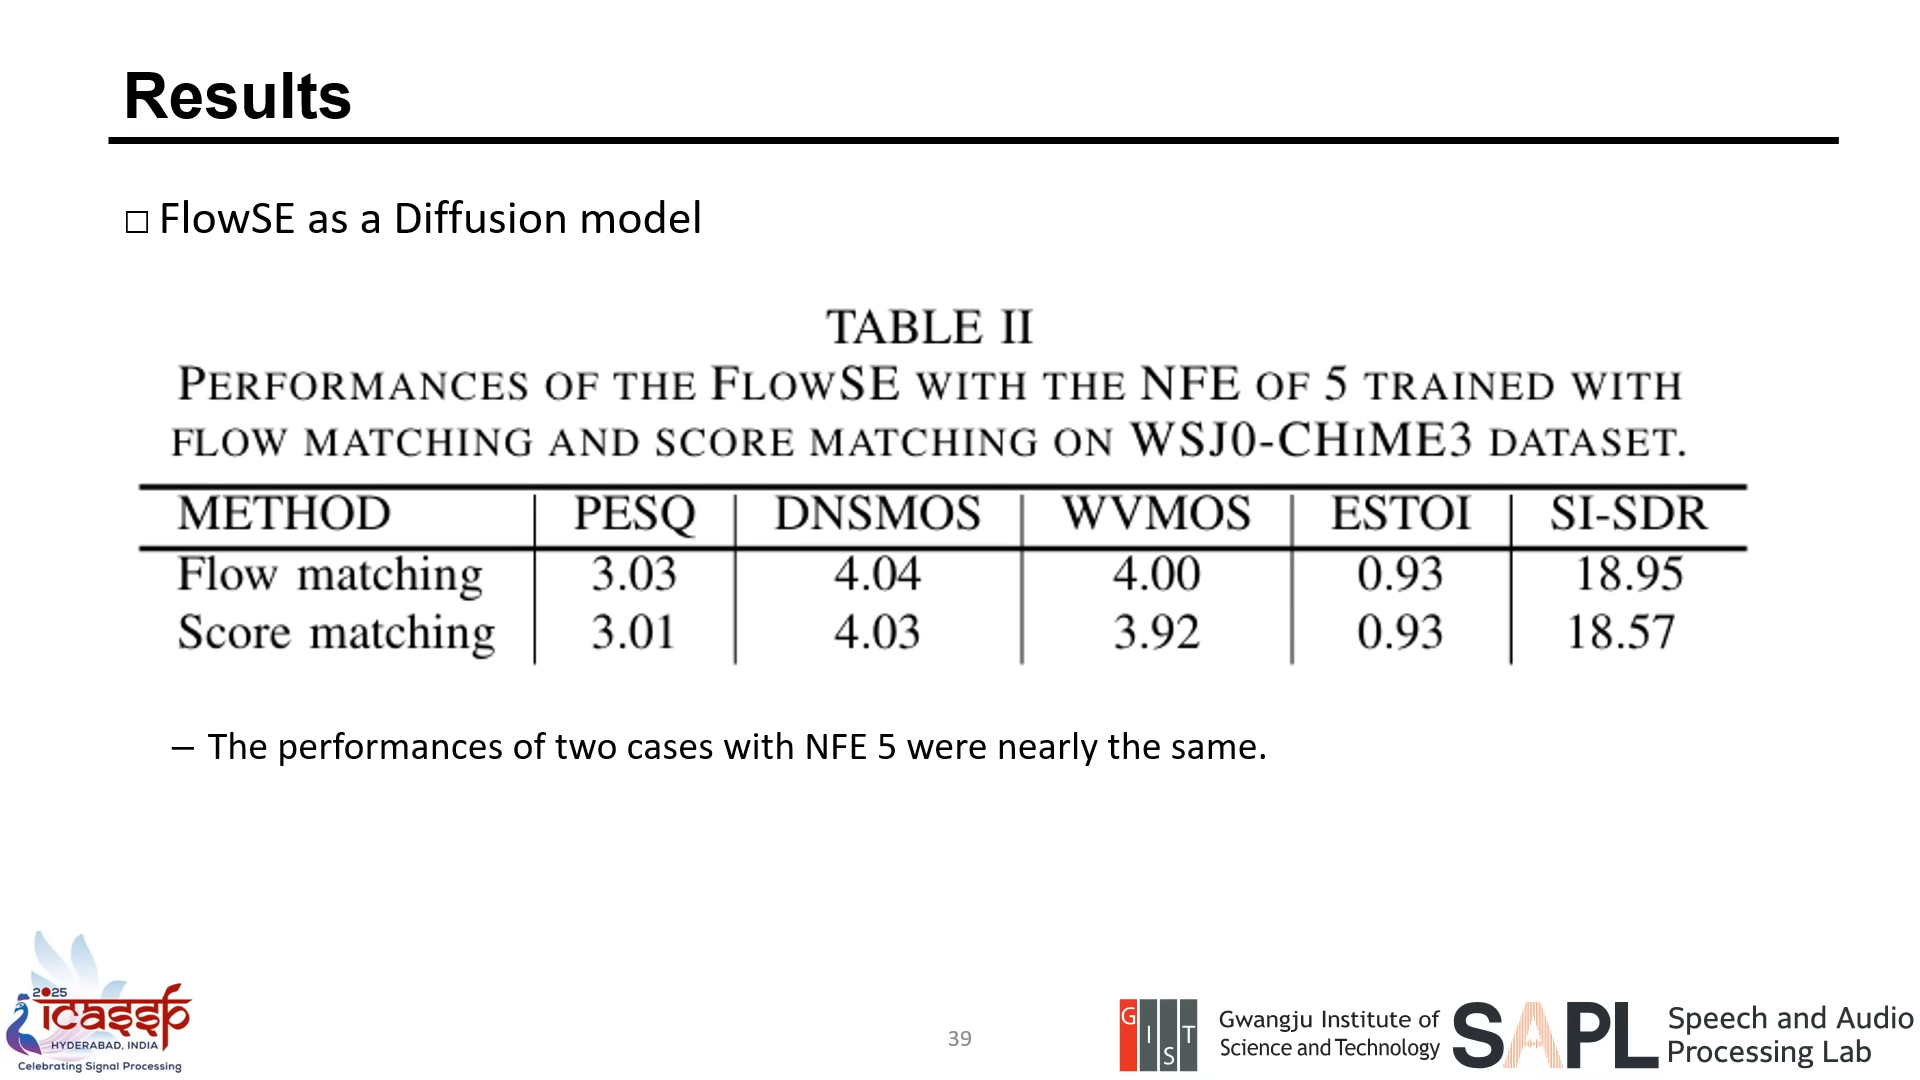 Results
□ FlowSE as a Diffusion model
TABLE II
PERFORMANCES OF THE FLOWSE WITH THE NFE OF 5 TRAINED WITH
FLOW MATCHING AND SCORE MATCHING ON WSJ0-CHIME3 DATASET.
METHOD PESQ DNSMOS WVMOS ESTOI SI-SDR
Flow matching 3.03 4.04 4.00 0.93 18.95
Score matching 3.01 4.03 3.92 0.93 18.57
– The performances of two cases with NFE 5 were nearly the same.
2025
icassp
HYDERABAD, INDIA
Celebrating Signal Processing
39
GIST
Gwangju Institute of
Science and Technology
SAPL
Speech and Audio
Processing Lab